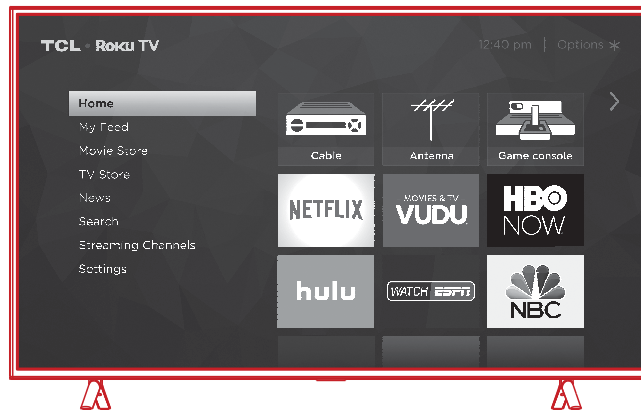 TCL • Roku TV
12:40 pm | Options
Home
My Feed
Movie Store
TV Store
News
Search
Streaming Channels
Settings
Cable
Antenna
Game console
NETFLIX
MOVIES & TV
VUDU
HBO
NOW
hulu
WATCH ESPN
NBC